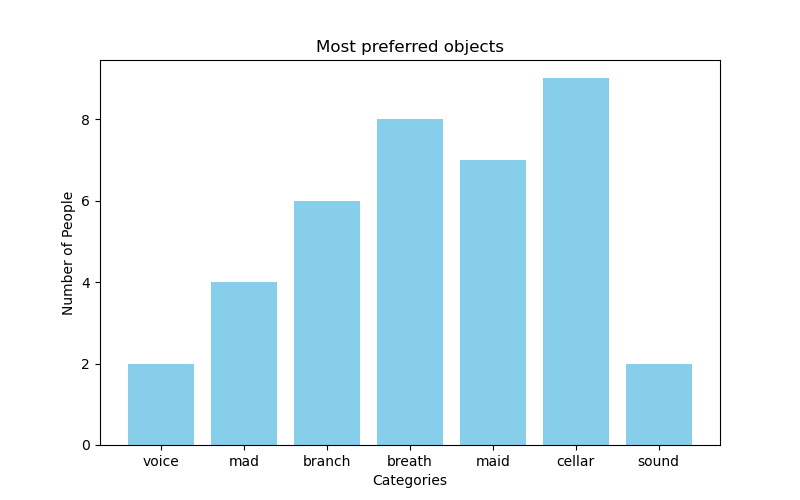 Most preferred objects
Number of People
8
6
4
2
0
voice mad branch breath maid cellar sound
Categories